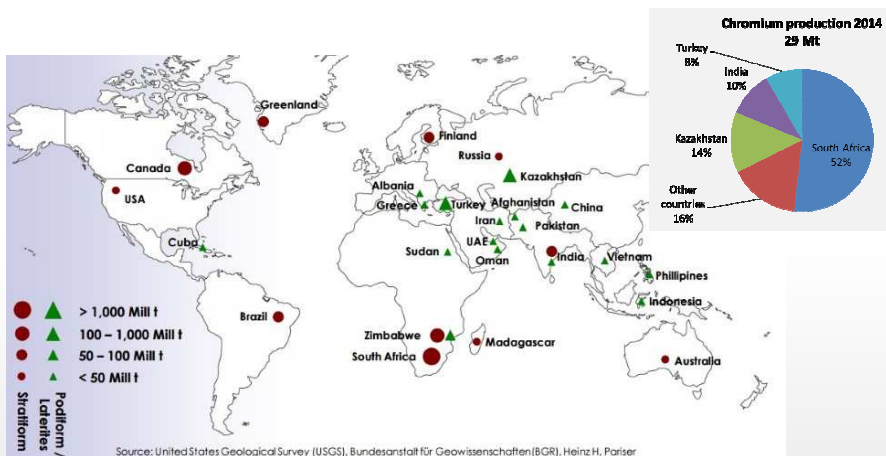 Chromium production 2014
29 Mt
Turkey
8%
India
10%
Kazakhstan
14%
Other
countries
16%
South Africa
52%
Greenland
Canada
USA
Cuba
Brazil
Finland
Russia
Kazakhstan
Albania
Greece
Turkey
Afghanistan
China
Iran
Pakistan
UAE
Oman
Sudan
India
Vietnam
Phillipines
Indonesia
Zimbabwe
South Africa
Madagascar
Australia
> 1,000 Mill t
100 – 1,000 Mill t
50 – 100 Mill t
< 50 Mill t
Stratiform
Podiform /
Laterites
Source: United States Geological Survey (USGS), Bundesanstalt für Geowissenschaften (BGR), Heinz H. Pariser